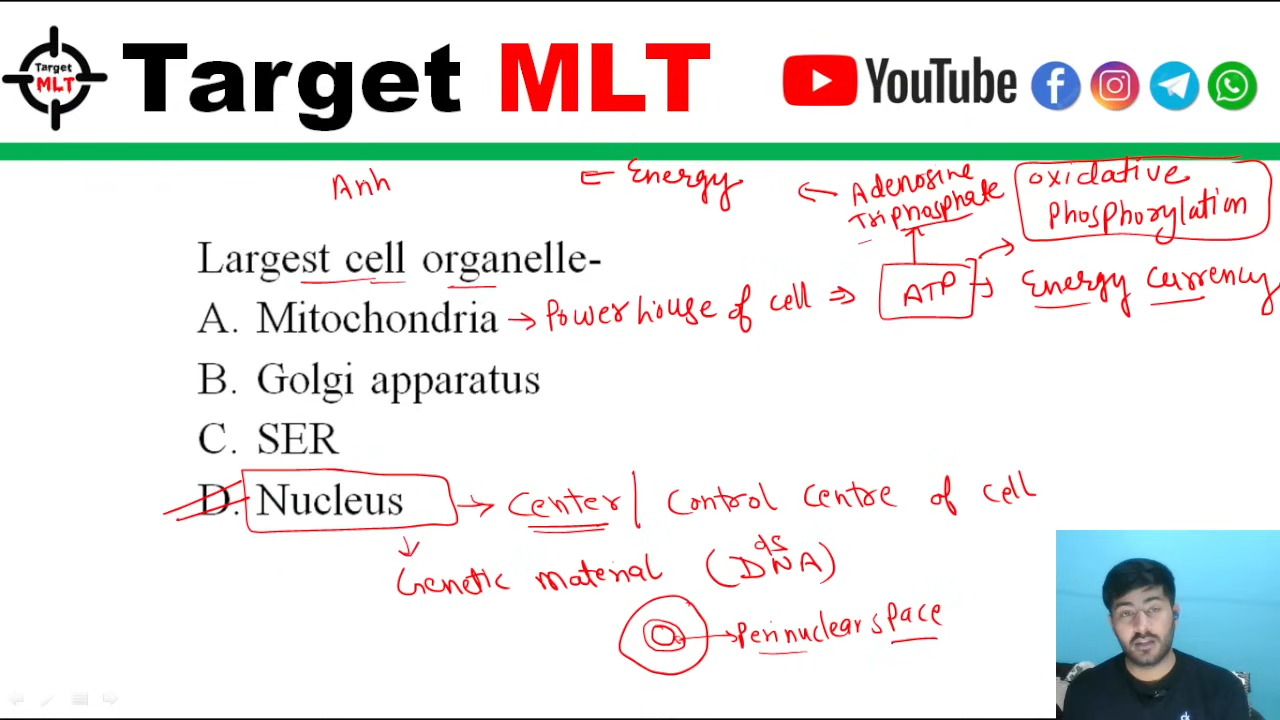 Target MLT
Target MLT
YouTube
Anh
Energy
Adenosine
Triphosphate
oxidative
Phosphorylation
Largest cell organelle-
A. Mitochondria → Power house of cell ⇒ ATP → Energy currency
B. Golgi apparatus
C. SER
D. Nucleus → Center / Control Centre of cell
Genetic material (ds DNA)
Perinuclear space